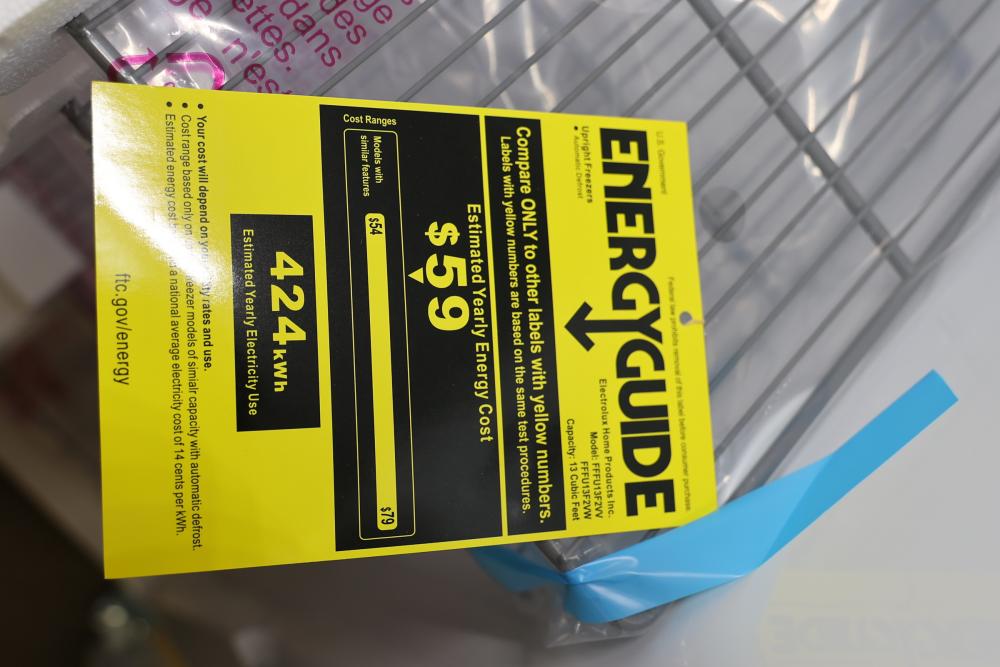 U.S. Government
Federal law prohibits removal of this label before consumer purchase.
ENERGYGUIDE
Upright Freezers
• Automatic Defrost
Electrolux Home Products Inc.
Model: FFFU13F2VV
FFFU13F2VW
Capacity: 13 Cubic Feet
Compare ONLY to other labels with yellow numbers.
Labels with yellow numbers are based on the same test procedures.
Estimated Yearly Energy Cost
$59
Cost Ranges
Models with
similar features
$54
$79
424 kWh
Estimated Yearly Electricity Use
• Your cost will depend on your rates and use.
• Cost range based only on freezer models of simialr capacity with automatic defrost.
• Estimated energy cost a national average electricity cost of 14 cents per kWh.
ftc.gov/energy
ge
des
dans
ettes.
n'est